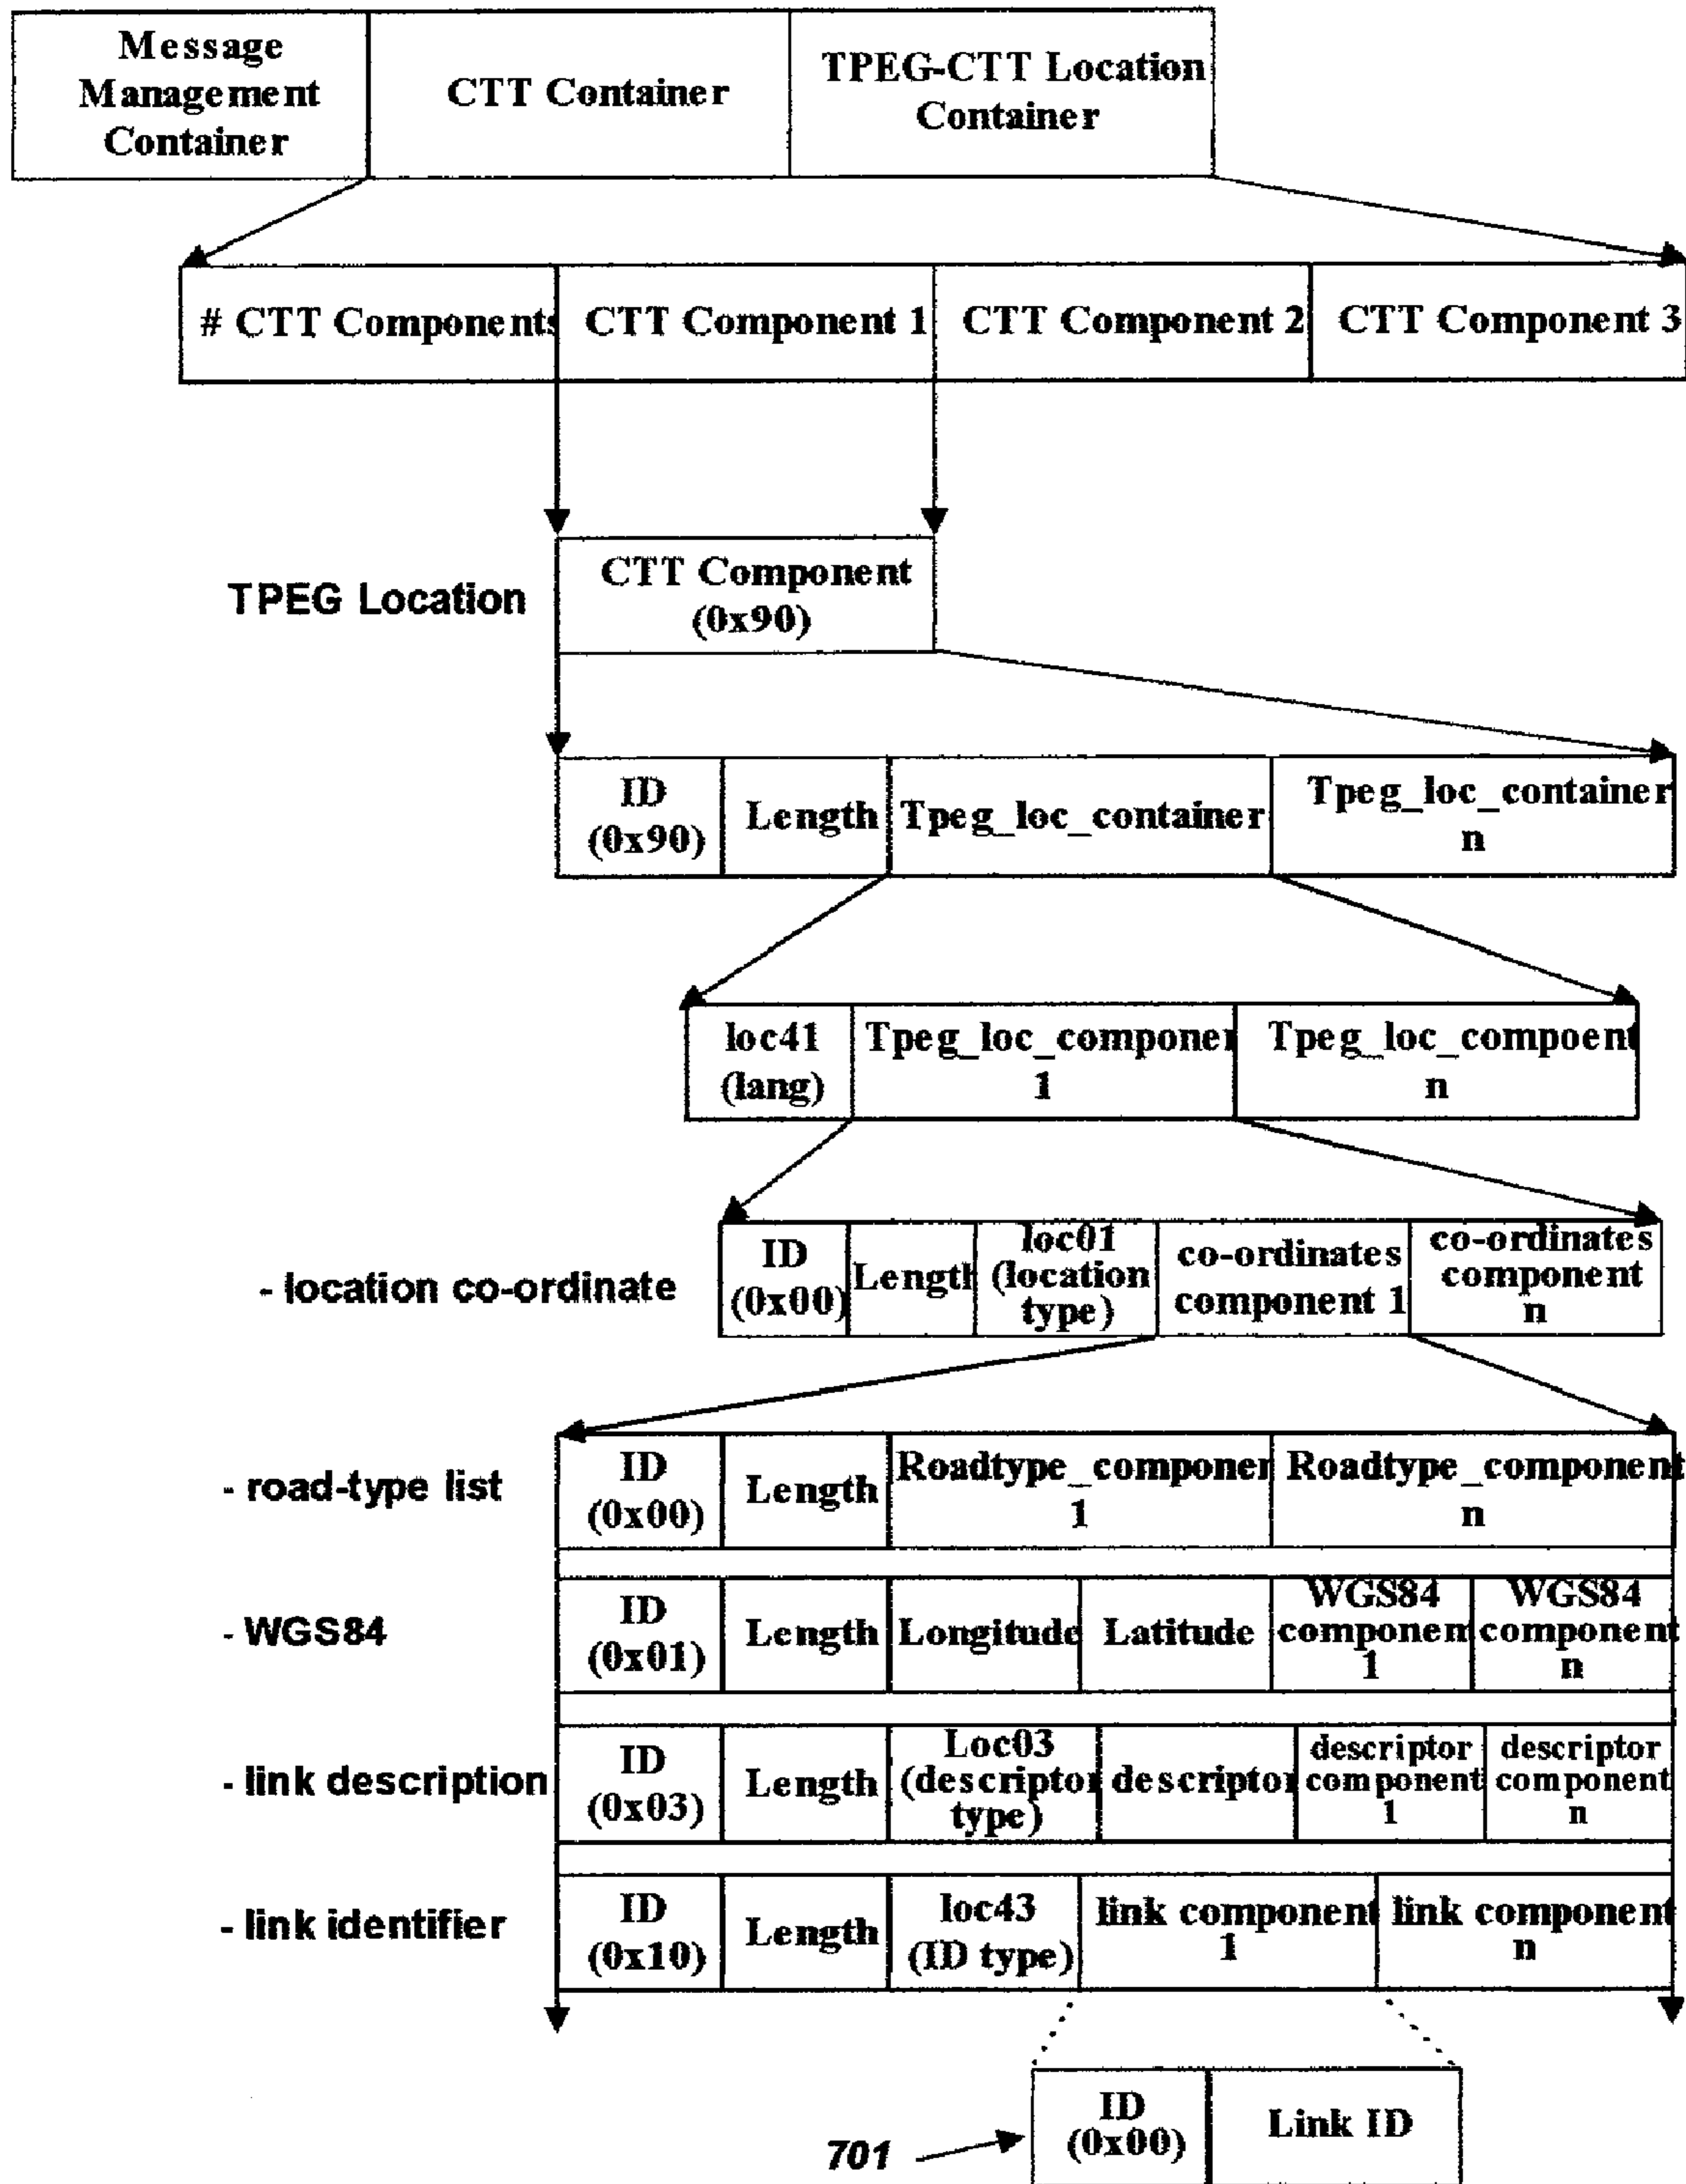 Message
Management
Container
CTT Container
TPEG-CTT Location
Container
# CTT Components
CTT Component 1
CTT Component 2
CTT Component 3
TPEG Location
CTT Component
(0x90)
ID
(0x90)
Length
Tpeg_loc_container
Tpeg_loc_container
n
loc41
(lang)
Tpeg_loc_componer
1
Tpeg_loc_compoent
n
- location co-ordinate
ID
(0x00)
Length
loc01
(location
type)
co-ordinates
component 1
co-ordinates
component
n
- road-type list
ID
(0x00)
Length
Roadtype_componer
1
Roadtype_component
n
- WGS84
ID
(0x01)
Length
Longitude
Latitude
WGS84
componen
1
WGS84
component
n
- link description
ID
(0x03)
Length
Loc03
(descriptor
type)
descriptor
descriptor
component
1
descriptor
component
n
- link identifier
ID
(0x10)
Length
loc43
(ID type)
link component
1
link component
n
701
ID
(0x00)
Link ID